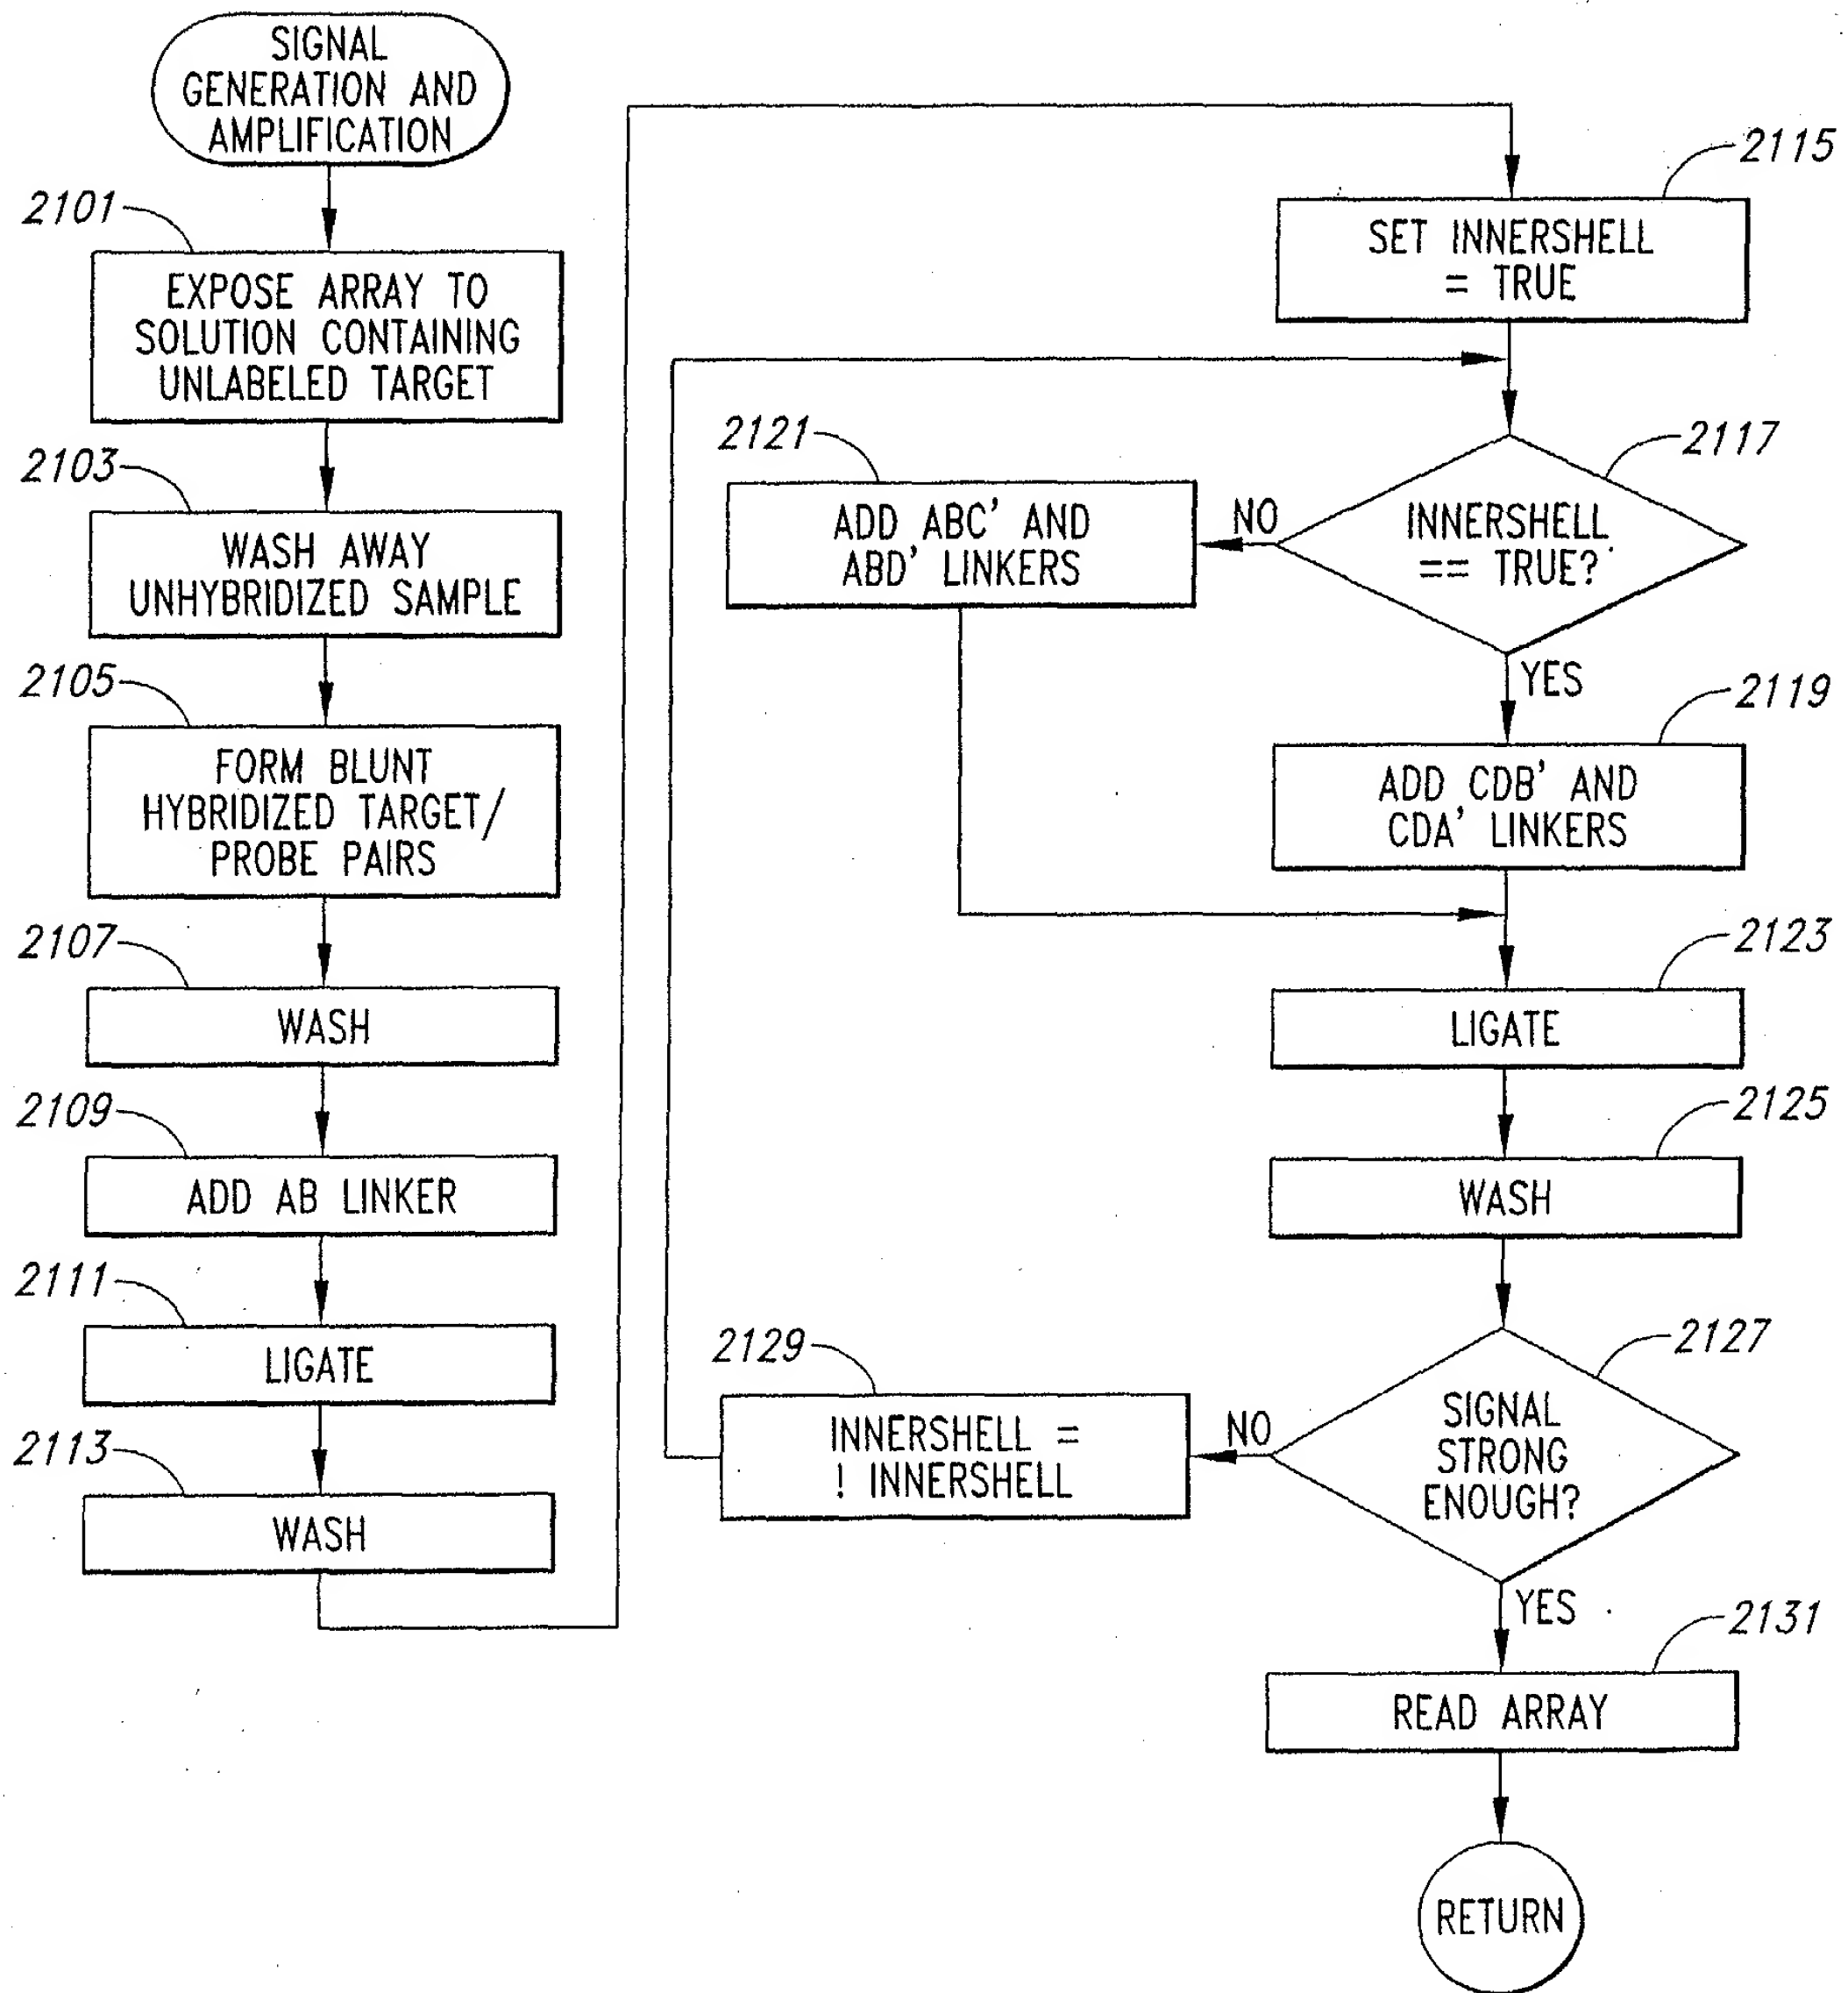 SIGNAL
GENERATION AND
AMPLIFICATION
2101
EXPOSE ARRAY TO
SOLUTION CONTAINING
UNLABELED TARGET
2103
WASH AWAY
UNHYBRIDIZED SAMPLE
2105
FORM BLUNT
HYBRIDIZED TARGET/
PROBE PAIRS
2107
WASH
2109
ADD AB LINKER
2111
LIGATE
2113
WASH
2115
SET INNERSHELL
= TRUE
2117
INNERSHELL
== TRUE?
NO
YES
2121
ADD ABC' AND
ABD' LINKERS
2119
ADD CDB' AND
CDA' LINKERS
2123
LIGATE
2125
WASH
2127
SIGNAL
STRONG
ENOUGH?
NO
YES
2129
INNERSHELL =
! INNERSHELL
2131
READ ARRAY
RETURN